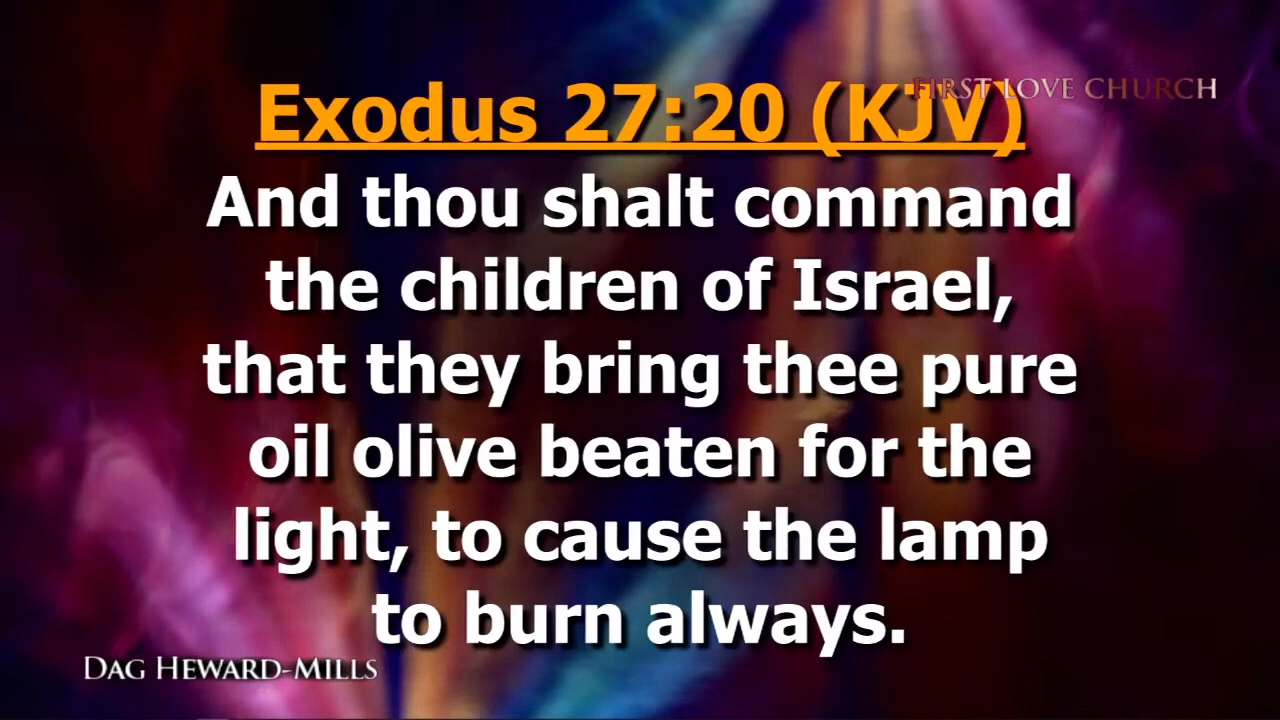 FIRST LOVE CHURCH
Exodus 27:20 (KJV)
And thou shalt command
the children of Israel,
that they bring thee pure
oil olive beaten for the
light, to cause the lamp
to burn always.
DAG HEWARD-MILLS